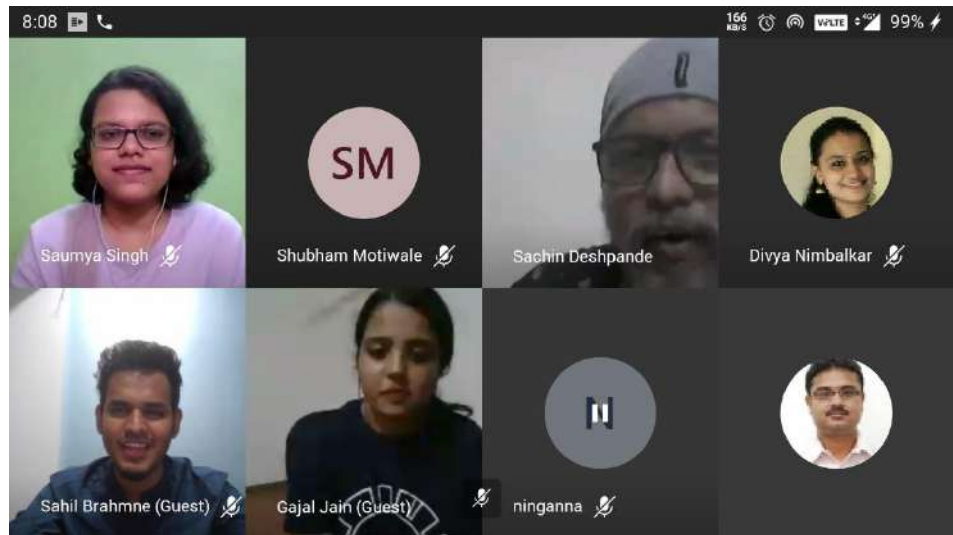 8:08
166 KB/S VoLTE 4G 99%
SM
Saumya Singh
Shubham Motiwale
Sachin Deshpande
Divya Nimbalkar
N
Sahil Brahmne (Guest)
Gajal Jain (Guest)
ninganna